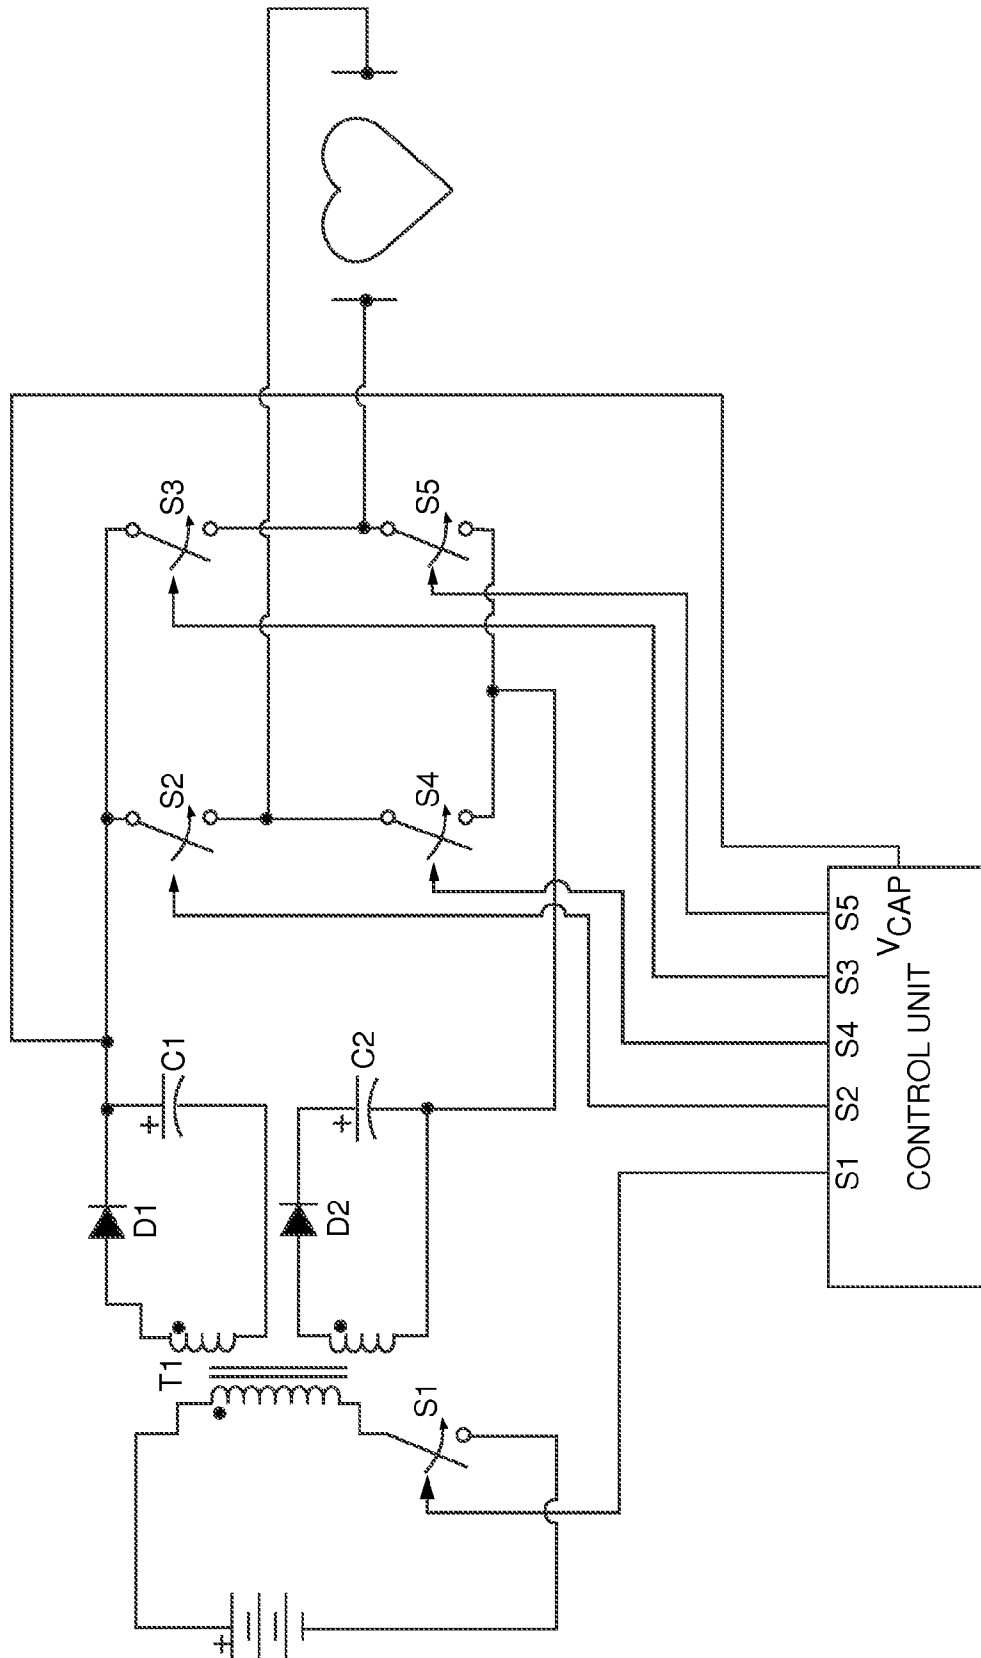 S3
S5
S2
S4
+
C1
+
C2
D1
D2
T1
S1
+
S1
S2
S4
S3
S5
VCAP
CONTROL UNIT